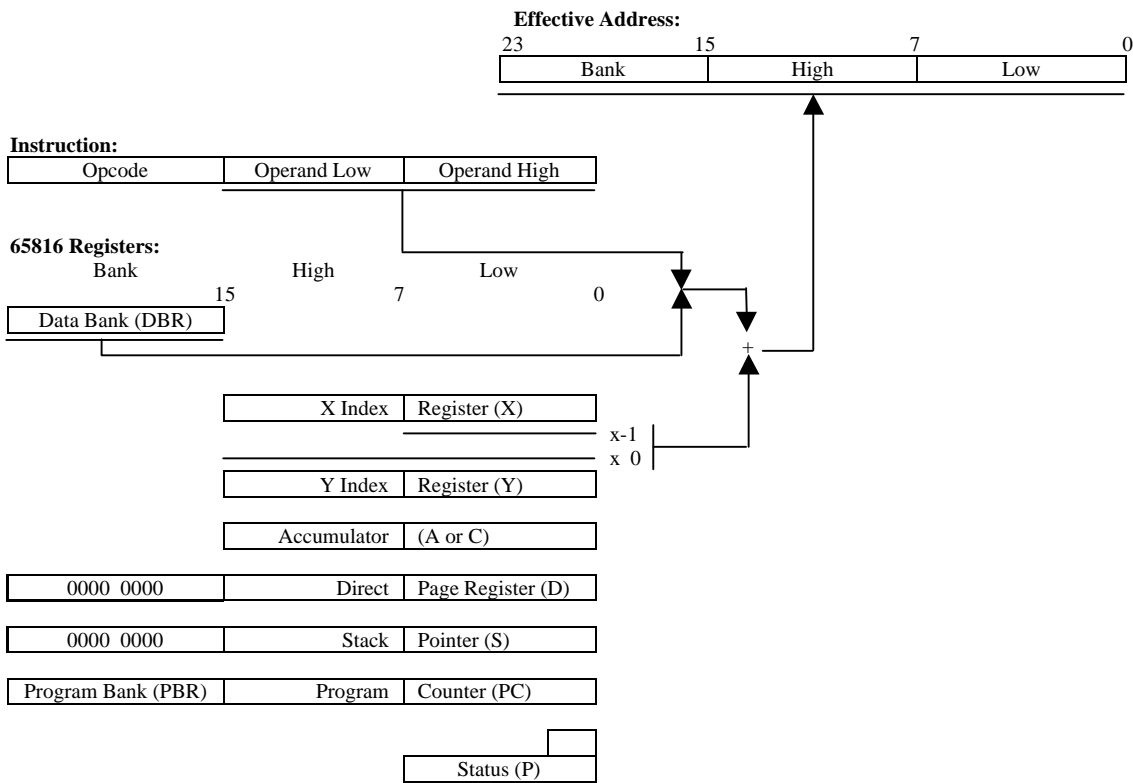 Effective Address:
23 15 7 0
Bank High Low
Instruction:
Opcode Operand Low Operand High
65816 Registers:
Bank High Low
15 7 0
Data Bank (DBR)
+
X Index Register (X)
x-1
x 0
Y Index Register (Y)
Accumulator (A or C)
0000 0000 Direct Page Register (D)
0000 0000 Stack Pointer (S)
Program Bank (PBR) Program Counter (PC)
Status (P)